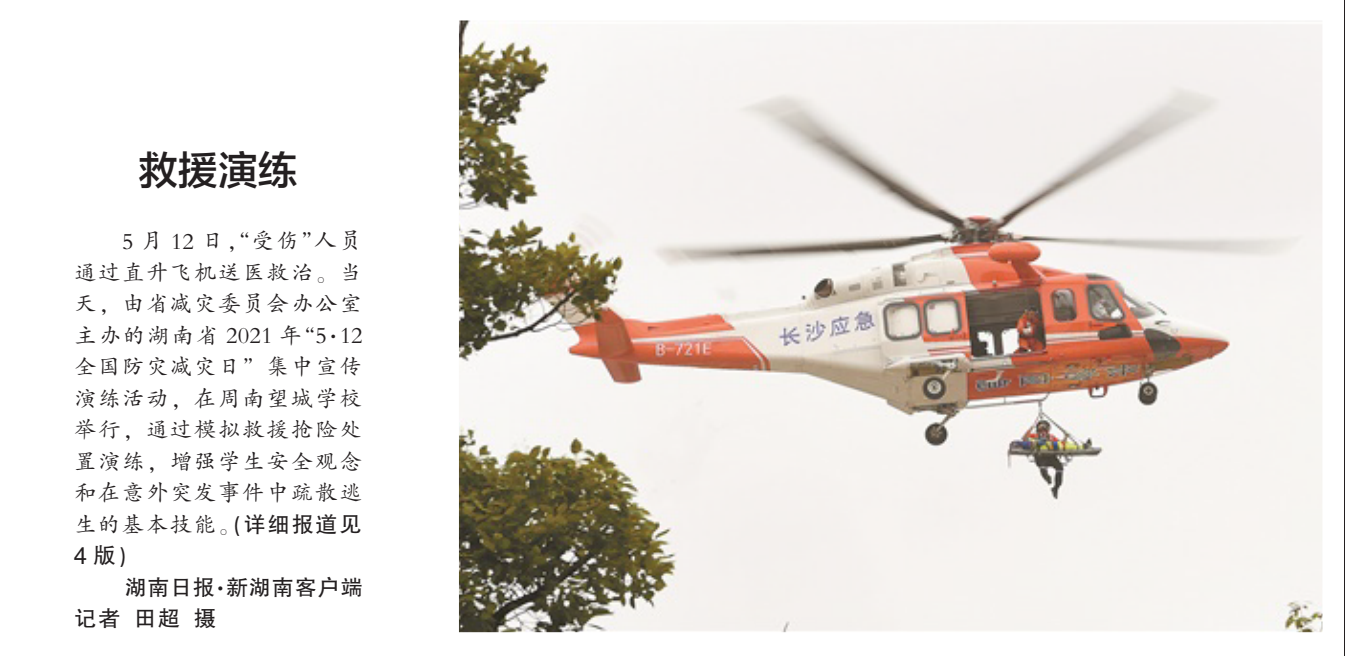 救援演练
5 月 12 日，“受伤”人员
通过直升飞机送医救治。当
天，由省减灾委员会办公室
主办的湖南省 2021 年“5·12
全国防灾减灾日”集中宣传
演练活动，在周南望城学校
举行，通过模拟救援抢险处
置演练，增强学生安全观念
和在意外突发事件中疏散逃
生的基本技能。(详细报道见
4 版)
湖南日报·新湖南客户端
记者 田超 摄
长沙应急
B-721E